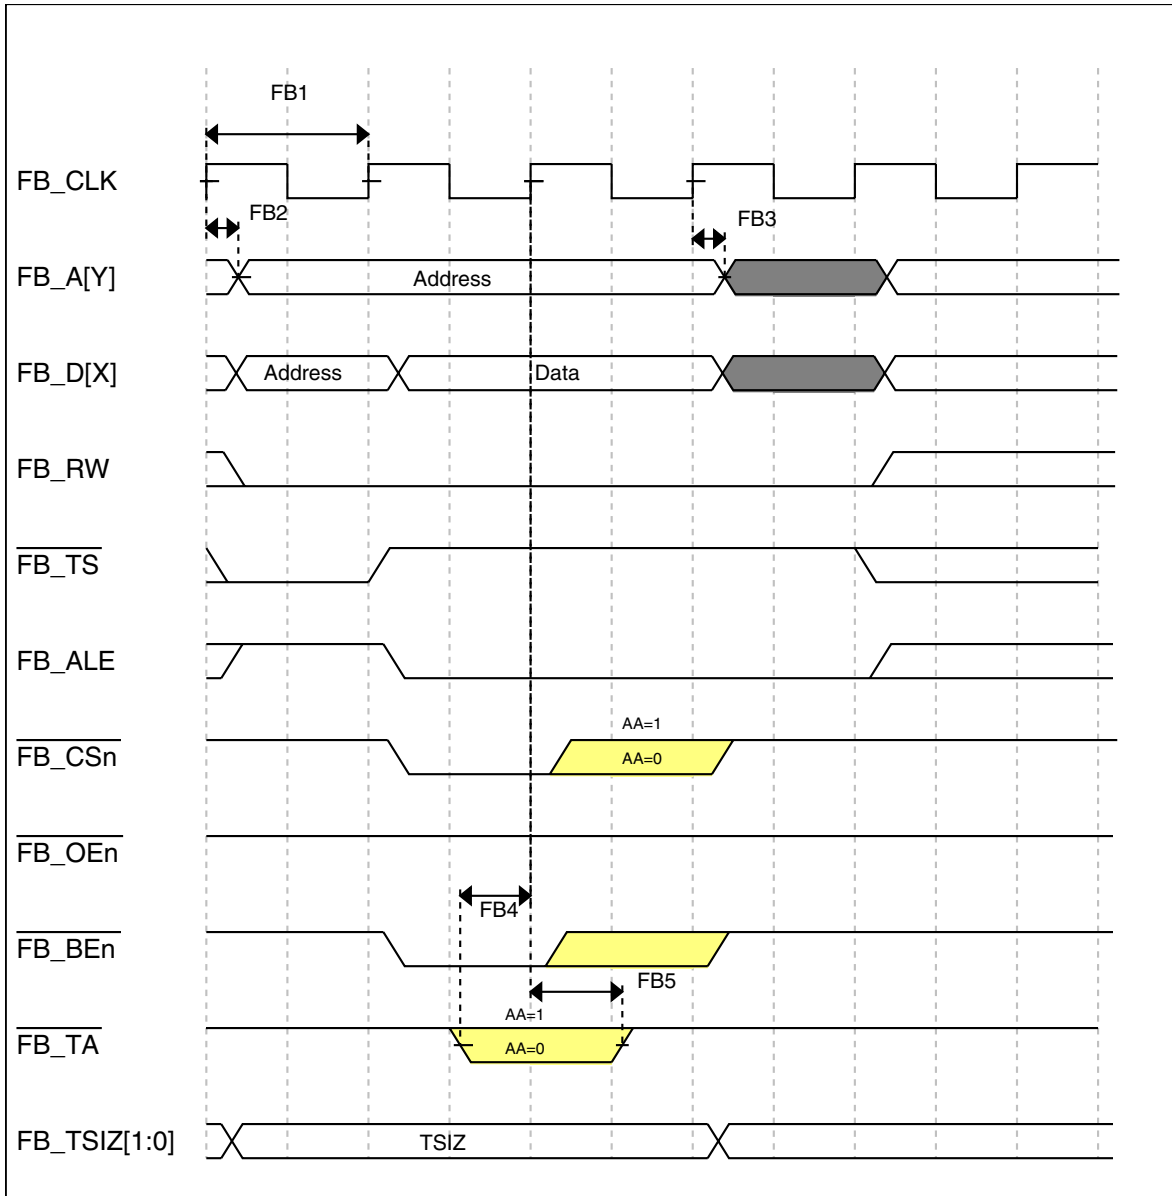 FB1
FB_CLK
FB2
FB3
FB_A[Y]
Address
FB_D[X]
Address
Data
FB_RW
FB_TS
FB_ALE
AA=1
FB_CSn
AA=0
FB_OEn
FB4
FB_BEn
FB5
AA=1
FB_TA
AA=0
FB_TSIZ[1:0]
TSIZ